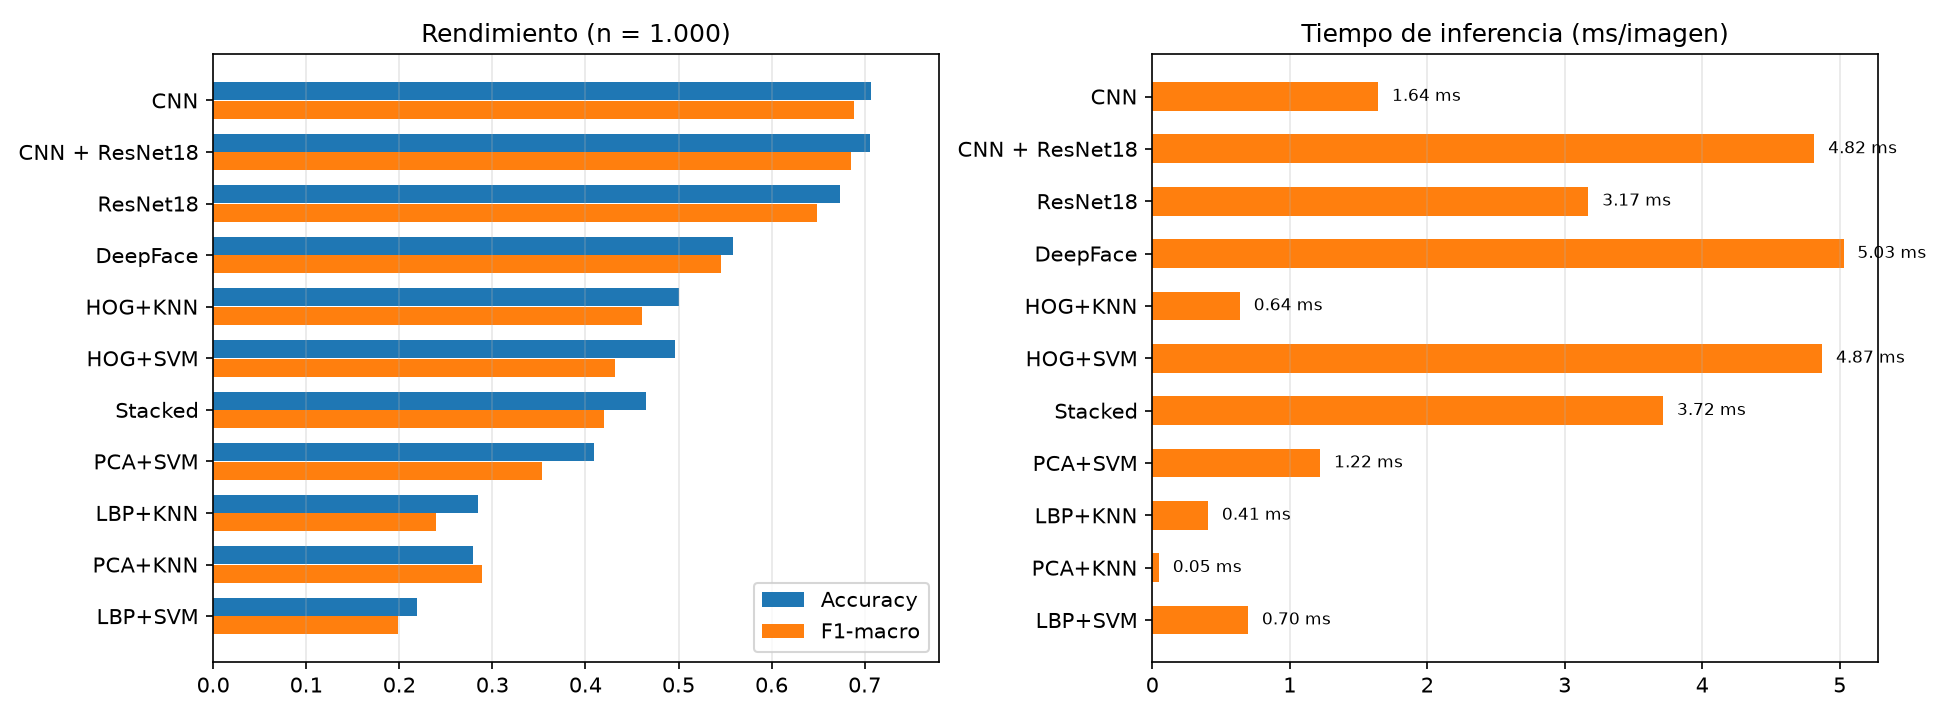 Rendimiento (n = 1.000)
CNN
CNN + ResNet18
ResNet18
DeepFace
HOG+KNN
HOG+SVM
Stacked
PCA+SVM
LBP+KNN
PCA+KNN
LBP+SVM
Accuracy
F1-macro
0.0 0.1 0.2 0.3 0.4 0.5 0.6 0.7
Tiempo de inferencia (ms/imagen)
CNN 1.64 ms
CNN + ResNet18 4.82 ms
ResNet18 3.17 ms
DeepFace 5.03 ms
HOG+KNN 0.64 ms
HOG+SVM 4.87 ms
Stacked 3.72 ms
PCA+SVM 1.22 ms
LBP+KNN 0.41 ms
PCA+KNN 0.05 ms
LBP+SVM 0.70 ms
0 1 2 3 4 5